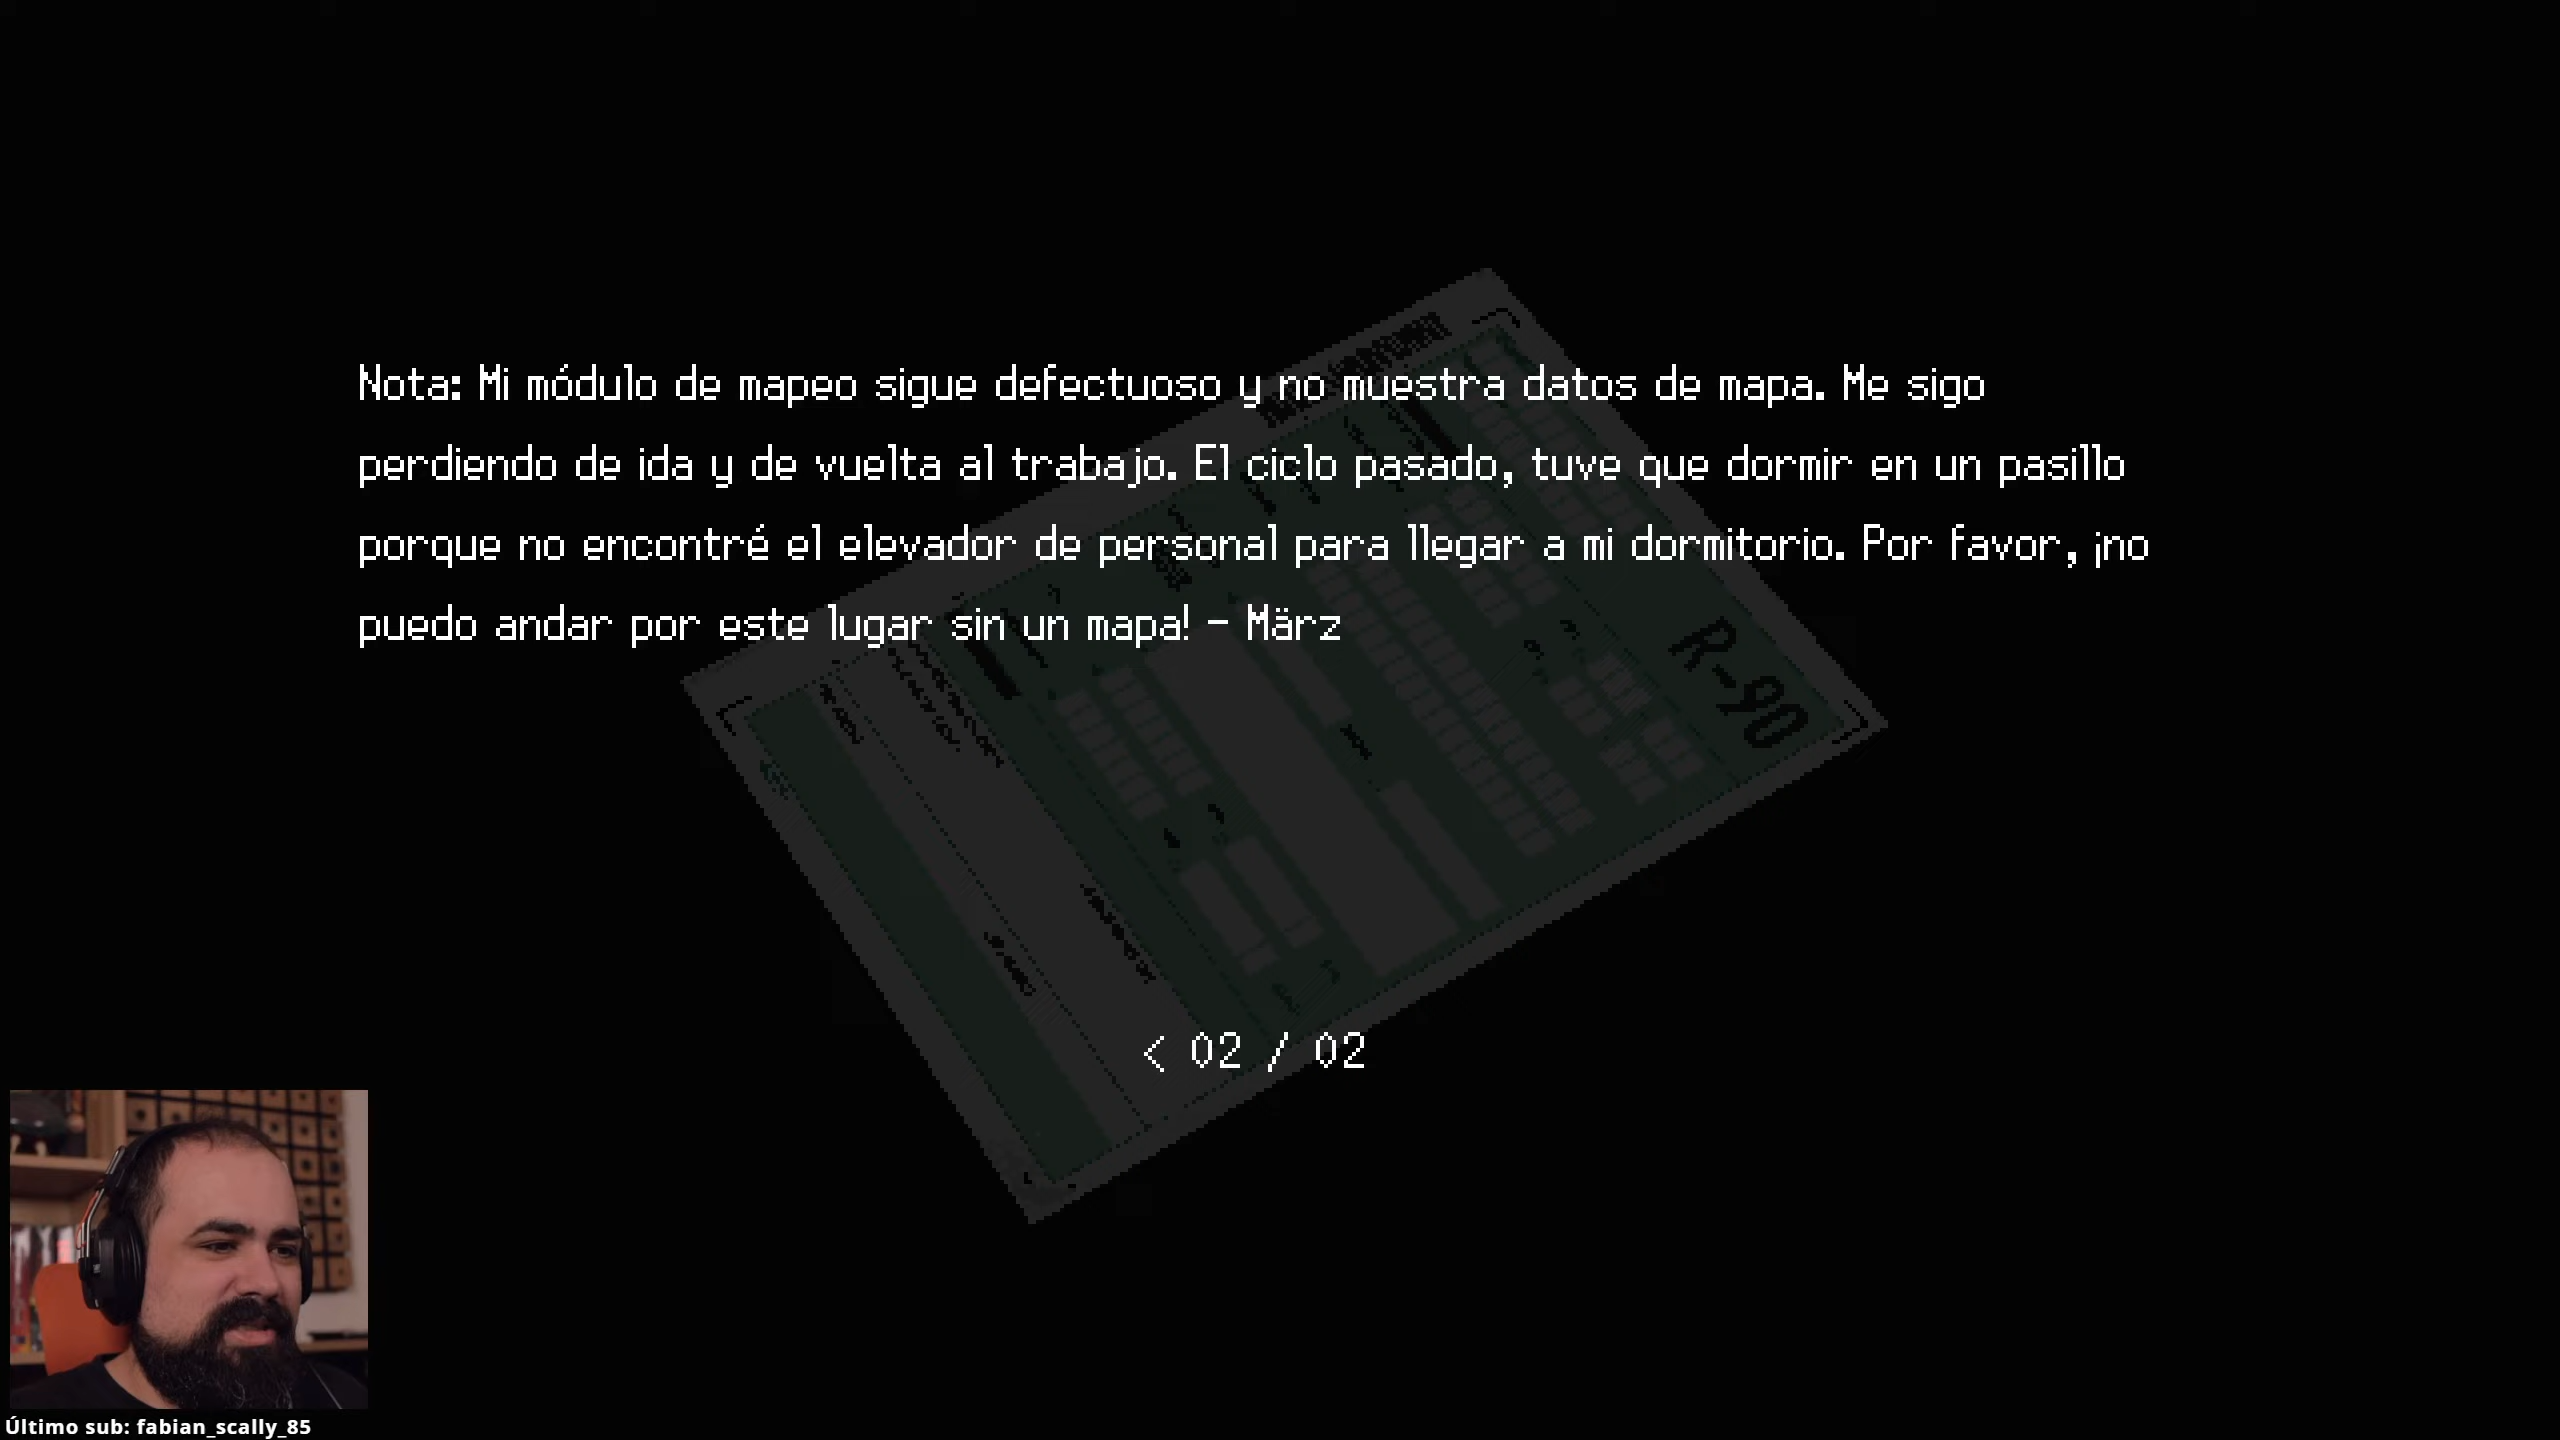 Nota: Mi módulo de mapeo sigue defectuoso y no muestra datos de mapa. Me sigo
perdiendo de ida y de vuelta al trabajo. El ciclo pasado, tuve que dormir en un pasillo
porque no encontré el elevador de personal para llegar a mi dormitorio. Por favor, ¡no
puedo andar por este lugar sin un mapa! - März
R-90
< 02 / 02
Último sub: fabian_scally_85